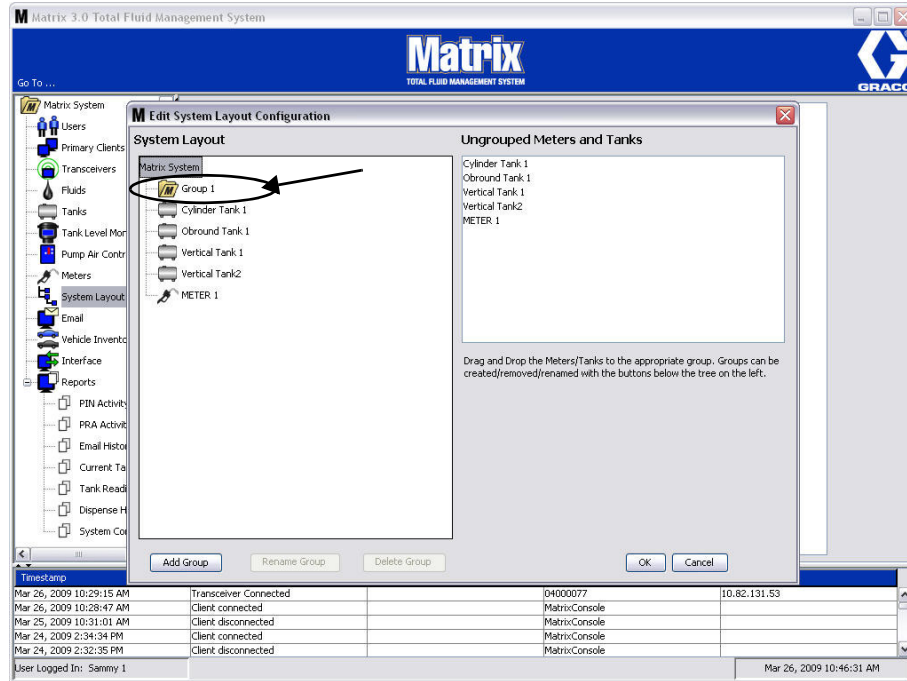 Matrix 3.0 Total Fluid Management System
Matrix
TOTAL FLUID MANAGEMENT SYSTEM
Go To ...
GRACO
Matrix System
Users
Primary Clients
Transceivers
Fluids
Tanks
Tank Level Mon
Pump Air Contr
Meters
System Layout
Email
Vehicle Invento
Interface
Reports
PIN Activity
PRA Activit
Email Histor
Current Ta
Tank Readi
Dispense H
System Con
Edit System Layout Configuration
System Layout
Matrix System
Group 1
Cylinder Tank 1
Obround Tank 1
Vertical Tank 1
Vertical Tank2
METER 1
Ungrouped Meters and Tanks
Cylinder Tank 1
Obround Tank 1
Vertical Tank 1
Vertical Tank2
METER 1
Drag and Drop the Meters/Tanks to the appropriate group. Groups can be
created/removed/renamed with the buttons below the tree on the left.
Add Group Rename Group Delete Group OK Cancel
Timestamp
Mar 26, 2009 10:29:15 AM Transceiver Connected 04000077 10.82.131.53
Mar 26, 2009 10:28:47 AM Client connected MatrixConsole
Mar 25, 2009 10:31:01 AM Client disconnected MatrixConsole
Mar 24, 2009 2:34:34 PM Client connected MatrixConsole
Mar 24, 2009 2:32:35 PM Client disconnected MatrixConsole
User Logged In: Sammy 1 Mar 26, 2009 10:46:31 AM